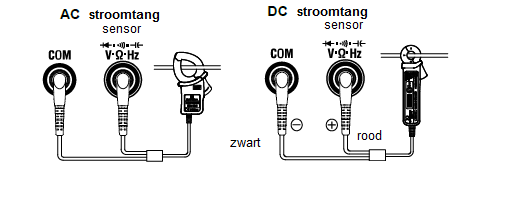 AC stroomtang
sensor
COM
V·Ω·Hz
DC stroomtang
sensor
COM
V·Ω·Hz
zwart
−
+
rood